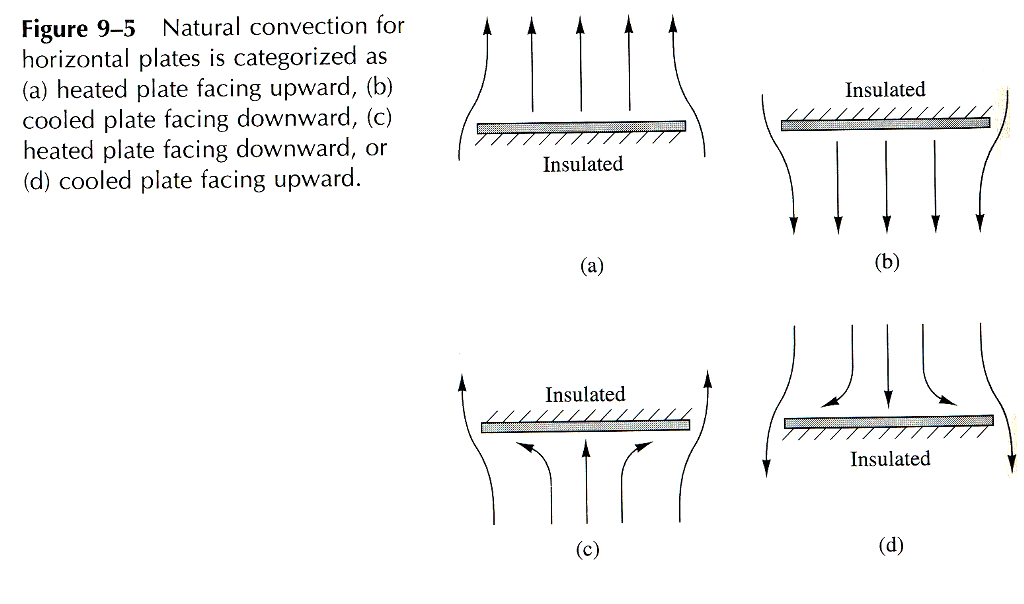 Figure 9–5 Natural convection for
horizontal plates is categorized as
(a) heated plate facing upward, (b)
cooled plate facing downward, (c)
heated plate facing downward, or
(d) cooled plate facing upward.
Insulated
(a)
Insulated
(b)
Insulated
(c)
Insulated
(d)